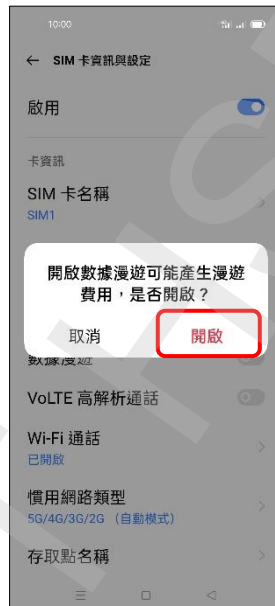 10:00
← SIM 卡資訊與設定
啟用
卡資訊
SIM 卡名稱
SIM1
開啟數據漫遊可能產生漫遊
費用，是否開啟？
取消 開啟
數據漫遊
VoLTE 高解析通話
Wi-Fi 通話
已開啟
慣用網路類型
5G/4G/3G/2G （自動模式）
存取點名稱